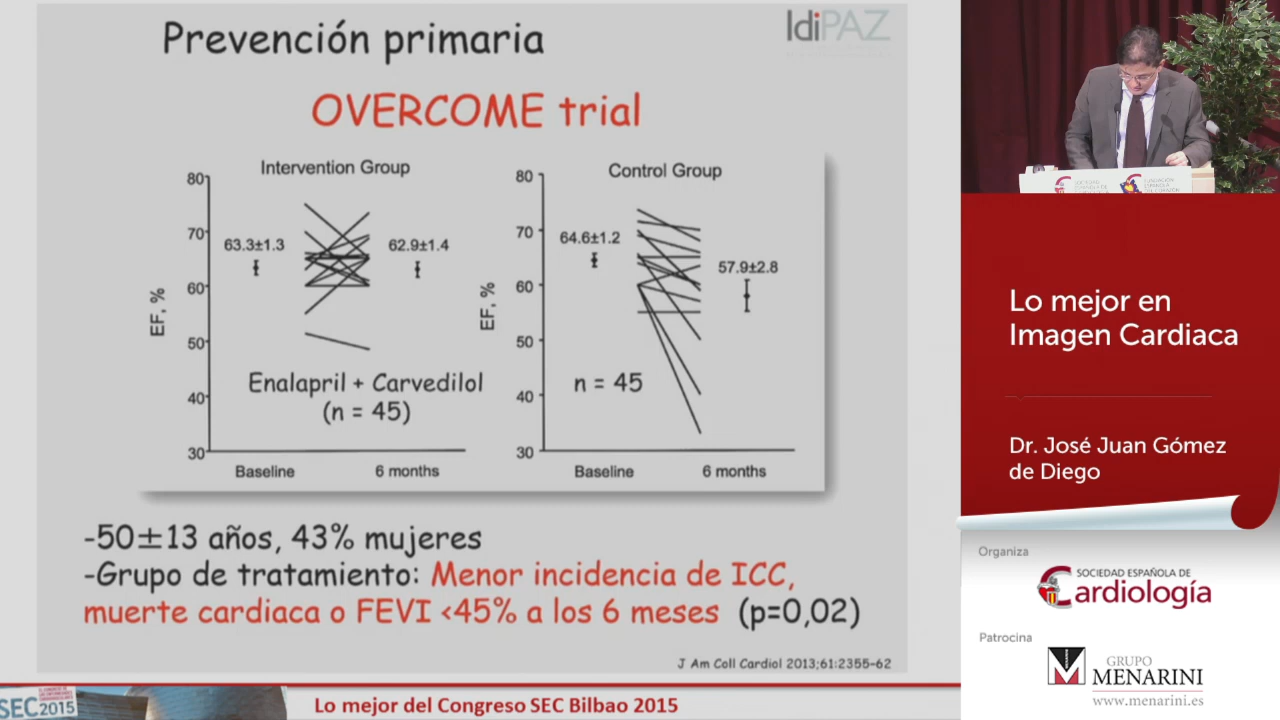 Prevención primaria
IdiPAZ
OVERCOME trial
Intervention Group
Control Group
80
70
60
50
40
30
EF, %
63.3±1.3
62.9±1.4
Enalapril + Carvedilol
(n = 45)
Baseline
6 months
80
70
60
50
40
30
EF, %
64.6±1.2
57.9±2.8
n = 45
Baseline
6 months
-50±13 años, 43% mujeres
-Grupo de tratamiento: Menor incidencia de ICC,
muerte cardiaca o FEVI <45% a los 6 meses (p=0,02)
J Am Coll Cardiol 2013;61:2355-62
Lo mejor en
Imagen Cardiaca
Dr. José Juan Gómez
de Diego
Organiza
SOCIEDAD ESPAÑOLA DE
Cardiología
Patrocina
GRUPO
MENARINI
www.menarini.es
SEC 2015
Lo mejor del Congreso SEC Bilbao 2015